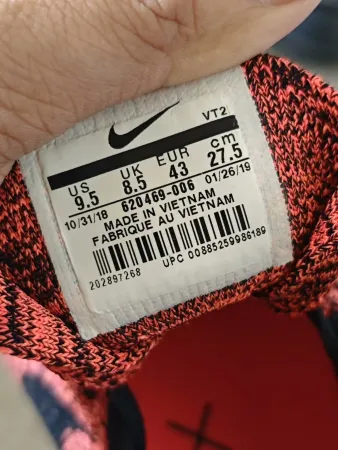 VT2
US UK EUR cm
9.5 8.5 43 27.5
10/31/18 620469-006 01/26/19
MADE IN VIETNAM
FABRIQUE AU VIETNAM
202897268 UPC 00885259986189